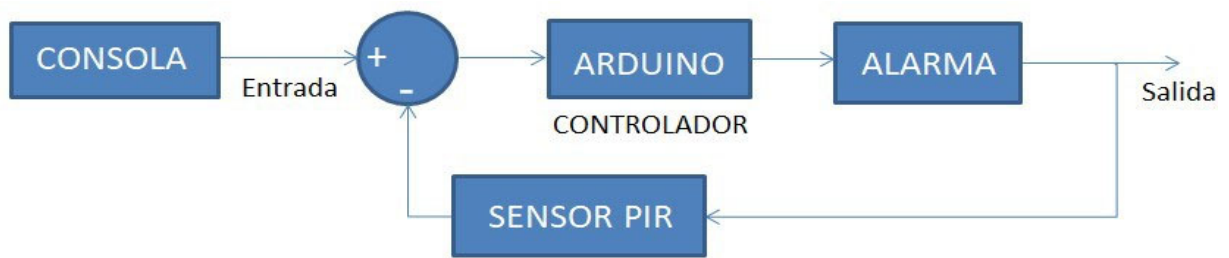 CONSOLA
Entrada
+
-
ARDUINO
CONTROLADOR
ALARMA
Salida
SENSOR PIR